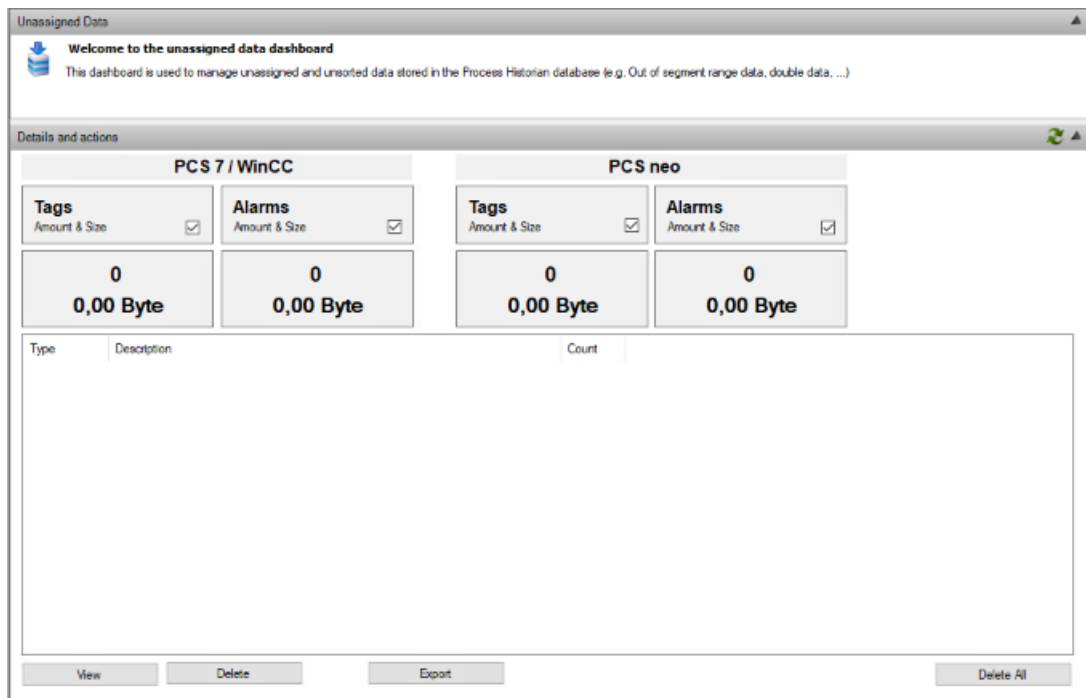 Unassigned Data
Welcome to the unassigned data dashboard
This dashboard is used to manage unassigned and unsorted data stored in the Process Historian database (e.g. Out of segment range data, double data, ...)
Details and actions
PCS 7 / WinCC
PCS neo
Tags
Amount & Size
Alarms
Amount & Size
Tags
Amount & Size
Alarms
Amount & Size
0
0,00 Byte
0
0,00 Byte
0
0,00 Byte
0
0,00 Byte
Type Description Count
View Delete Export Delete All